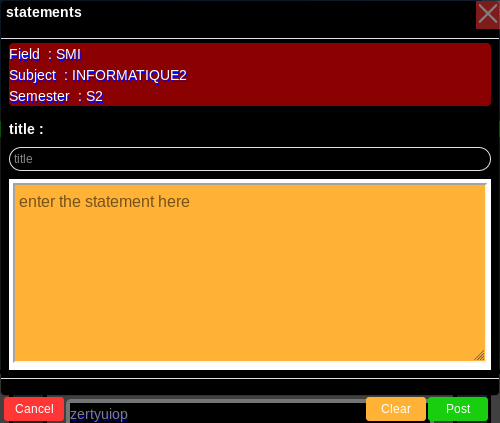 statements
Field : SMI
Subject : INFORMATIQUE2
Semester : S2
title :
title
enter the statement here
Cancel
zertyuiop
Clear
Post